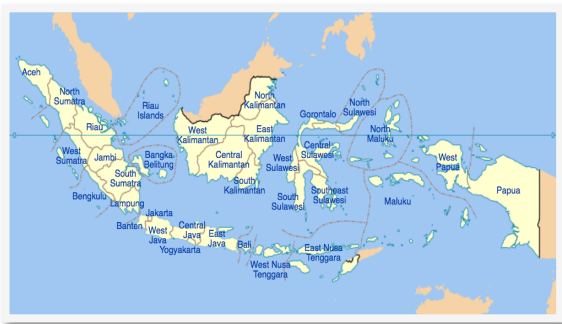 Aceh
North
Sumatra
Riau
Islands
North
Kalimantan
Gorontalo
North
Sulawesi
Riau
West
Kalimantan
East
Kalimantan
North
Maluku
West
Sumatra
Jambi
Bangka
Belitung
Central
Kalimantan
West
Sulawesi
Central
Sulawesi
West
Papua
South
Sumatra
South
Kalimantan
Papua
Bengkulu
Lampung
South
Sulawesi
Southeast
Sulawesi
Maluku
Jakarta
Banten
West
Java
Central
Java
East
Java
Yogyakarta
Bali
West Nusa
Tenggara
East Nusa
Tenggara